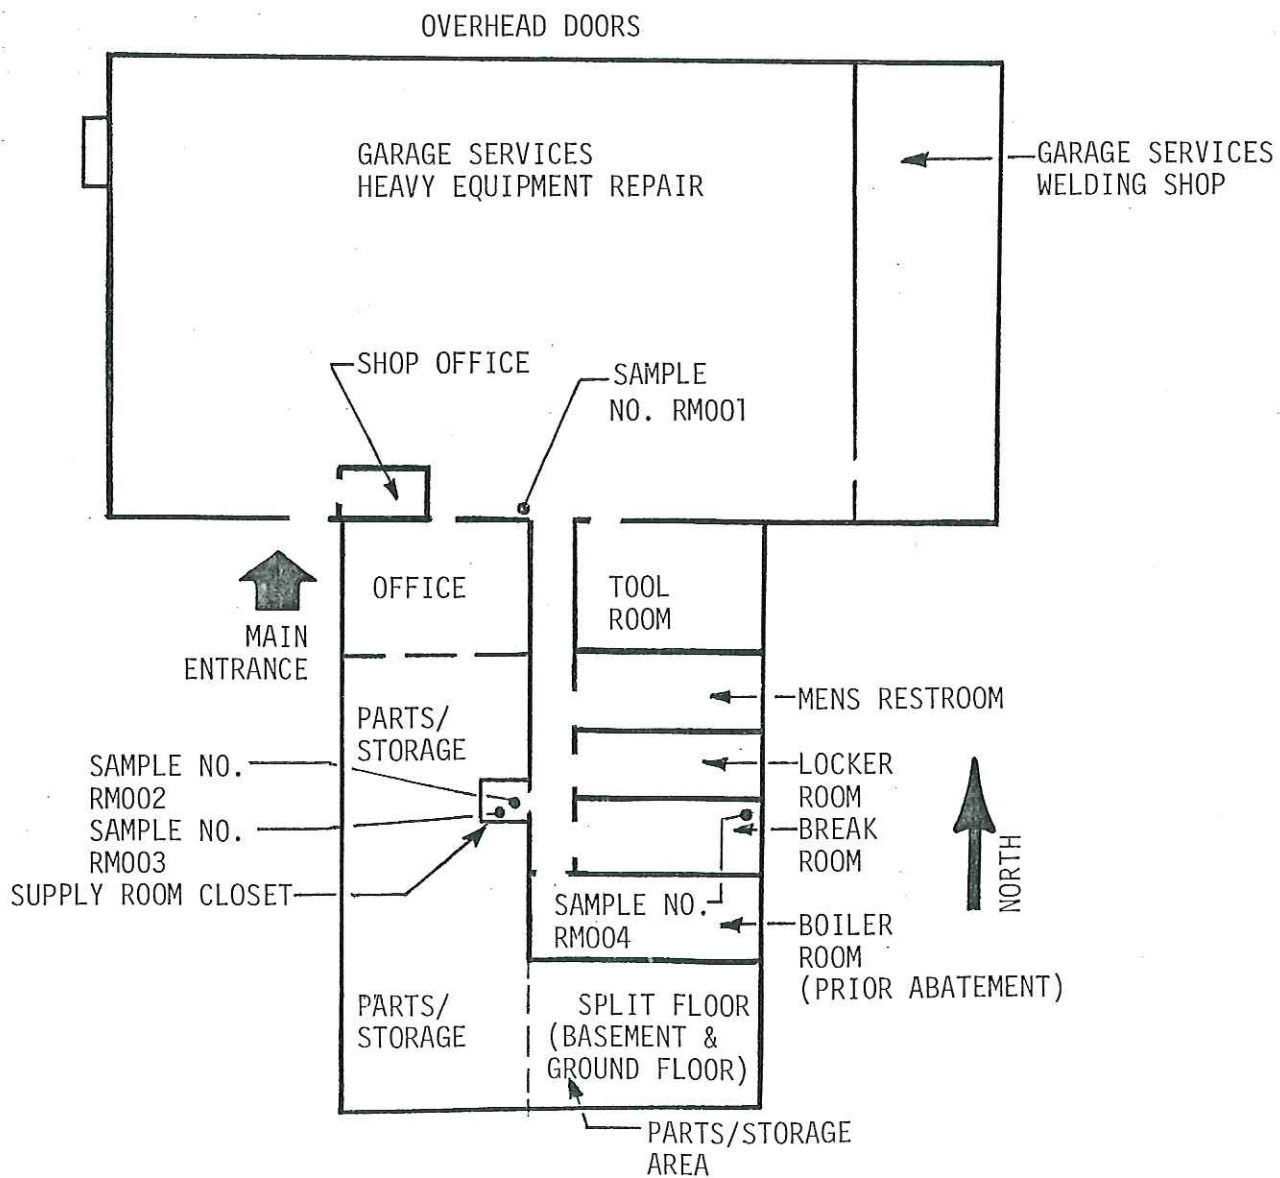 OVERHEAD DOORS
GARAGE SERVICES
HEAVY EQUIPMENT REPAIR
GARAGE SERVICES
WELDING SHOP
SHOP OFFICE
SAMPLE
NO. RM001
OFFICE
TOOL
ROOM
MAIN
ENTRANCE
MENS RESTROOM
PARTS/
STORAGE
SAMPLE NO.
RM002
LOCKER
ROOM
SAMPLE NO.
RM003
BREAK
ROOM
SUPPLY ROOM CLOSET
NORTH
SAMPLE NO.
RM004
BOILER
ROOM
(PRIOR ABATEMENT)
PARTS/
STORAGE
SPLIT FLOOR
(BASEMENT &
GROUND FLOOR)
PARTS/STORAGE
AREA